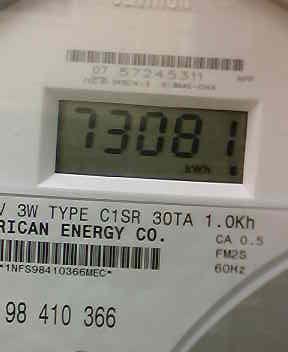 07 57245311
73081
kWh
V 3W TYPE C1SR 30TA 1.0Kh
RICAN ENERGY CO.
CA 0.5
FM2S
60Hz
*1NFS98410366MEC*
98 410 366